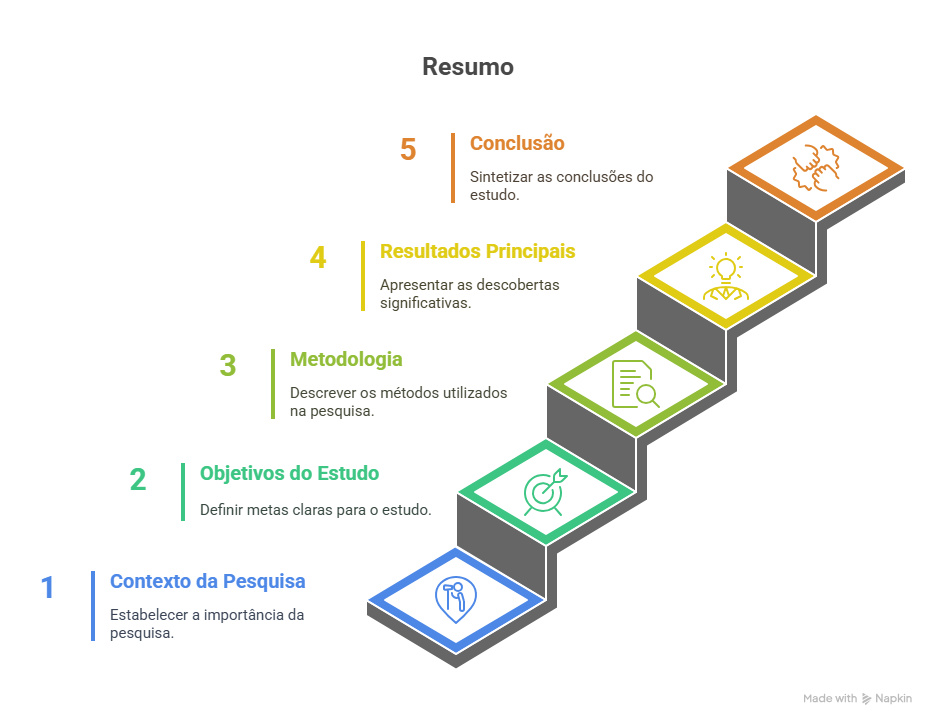 Resumo
5
Conclusão
Sintetizar as conclusões do
estudo.
4
Resultados Principais
Apresentar as descobertas
significativas.
3
Metodologia
Descrever os métodos utilizados
na pesquisa.
2
Objetivos do Estudo
Definir metas claras para o estudo.
1
Contexto da Pesquisa
Estabelecer a importância da
pesquisa.
Made with Napkin